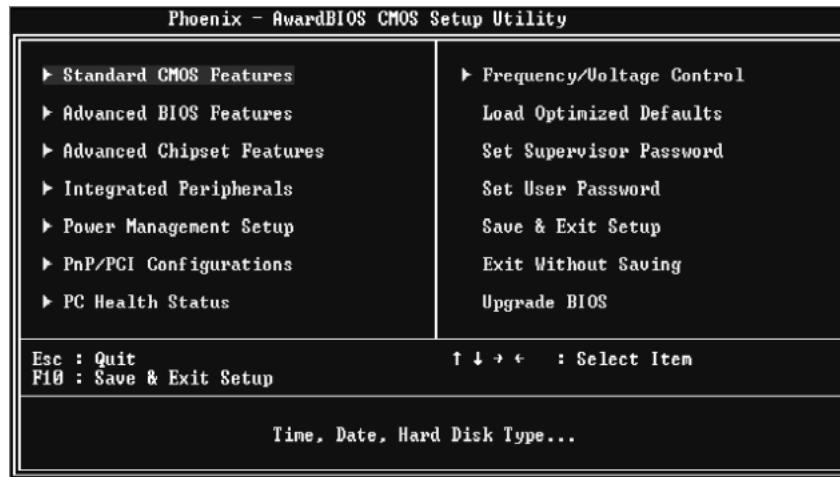 Phoenix - AwardBIOS CMOS Setup Utility
▶ Standard CMOS Features
▶ Advanced BIOS Features
▶ Advanced Chipset Features
▶ Integrated Peripherals
▶ Power Management Setup
▶ PnP/PCI Configurations
▶ PC Health Status
▶ Frequency/Voltage Control
Load Optimized Defaults
Set Supervisor Password
Set User Password
Save & Exit Setup
Exit Without Saving
Upgrade BIOS
Esc : Quit
F10 : Save & Exit Setup
↑ ↓ → ← : Select Item
Time, Date, Hard Disk Type...